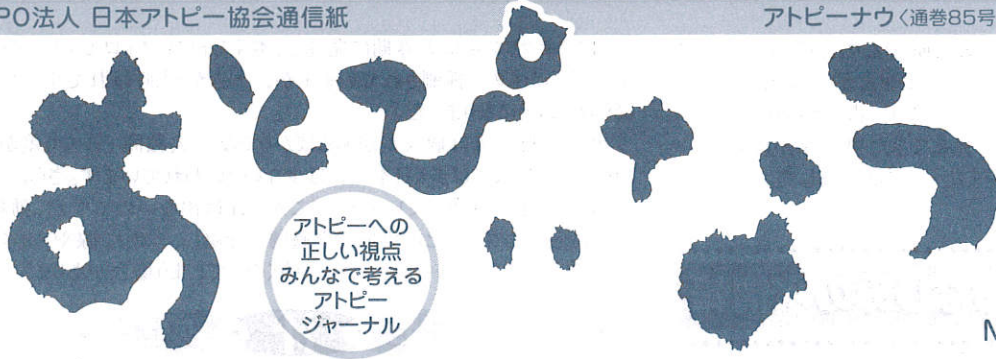 PO法人 日本アトピー協会通信紙
アトピーナウ〈通巻85号
あとぴいなう
アトピーへの
正しい視点
みんなで考える
アトピー
ジャーナル
N